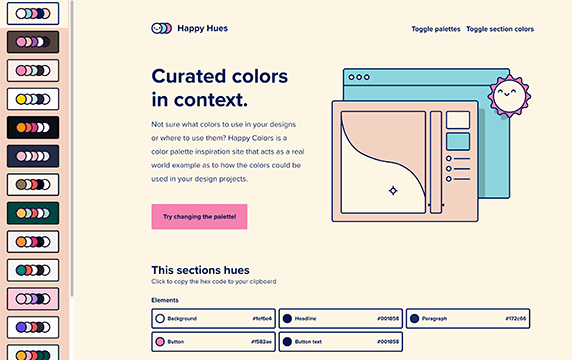 Happy Hues
Toggle palettes Toggle section colors
Curated colors
in context.
Not sure what colors to use in your designs
or where to use them? Happy Colors is a
color palette inspiration site that acts as a real
world example as to how the colors could be
used in your design projects.
Try changing the palette!
This sections hues
Click to copy the hex code to your clipboard
Elements
Background #fef6e4
Headline #001858
Paragraph #172c66
Button #f582ae
Button text #001858